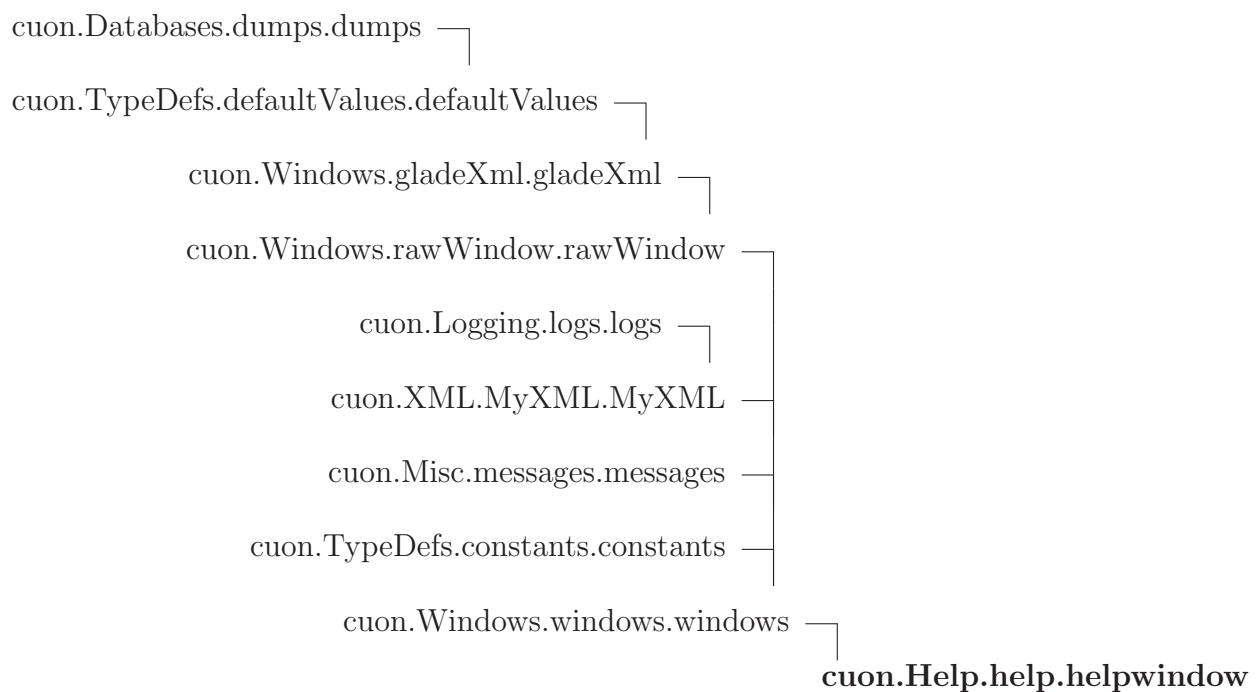 cuon.Databases.dumps.dumps
cuon.TypeDefs.defaultValues.defaultValues
cuon.Windows.gladeXml.gladeXml
cuon.Windows.rawWindow.rawWindow
cuon.Logging.logs.logs
cuon.XML.MyXML.MyXML
cuon.Misc.messages.messages
cuon.TypeDefs.constants.constants
cuon.Windows.windows.windows
cuon.Help.help.helpwindow